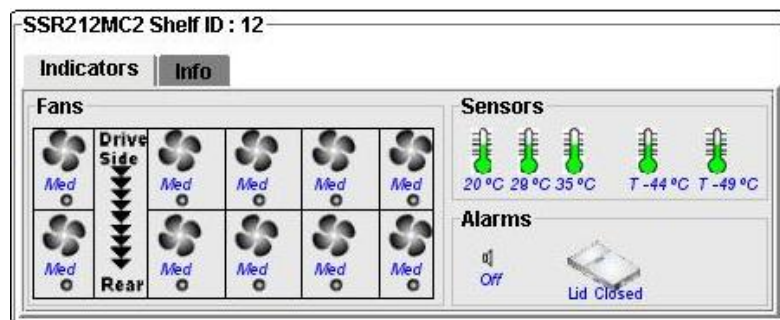 SSR212MC2 Shelf ID : 12
Indicators Info
Fans
Drive
Side
Med Med Med Med Med
Med Med Med Med Med
Rear
Sensors
20 ºC 28 ºC 35 ºC T -44 ºC T -49 ºC
Alarms
Off
Lid Closed